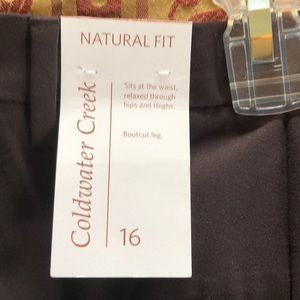 NATURAL FIT
Coldwater Creek
Sits at the waist,
relaxed through
hips and thighs.
Bootcut leg.
16